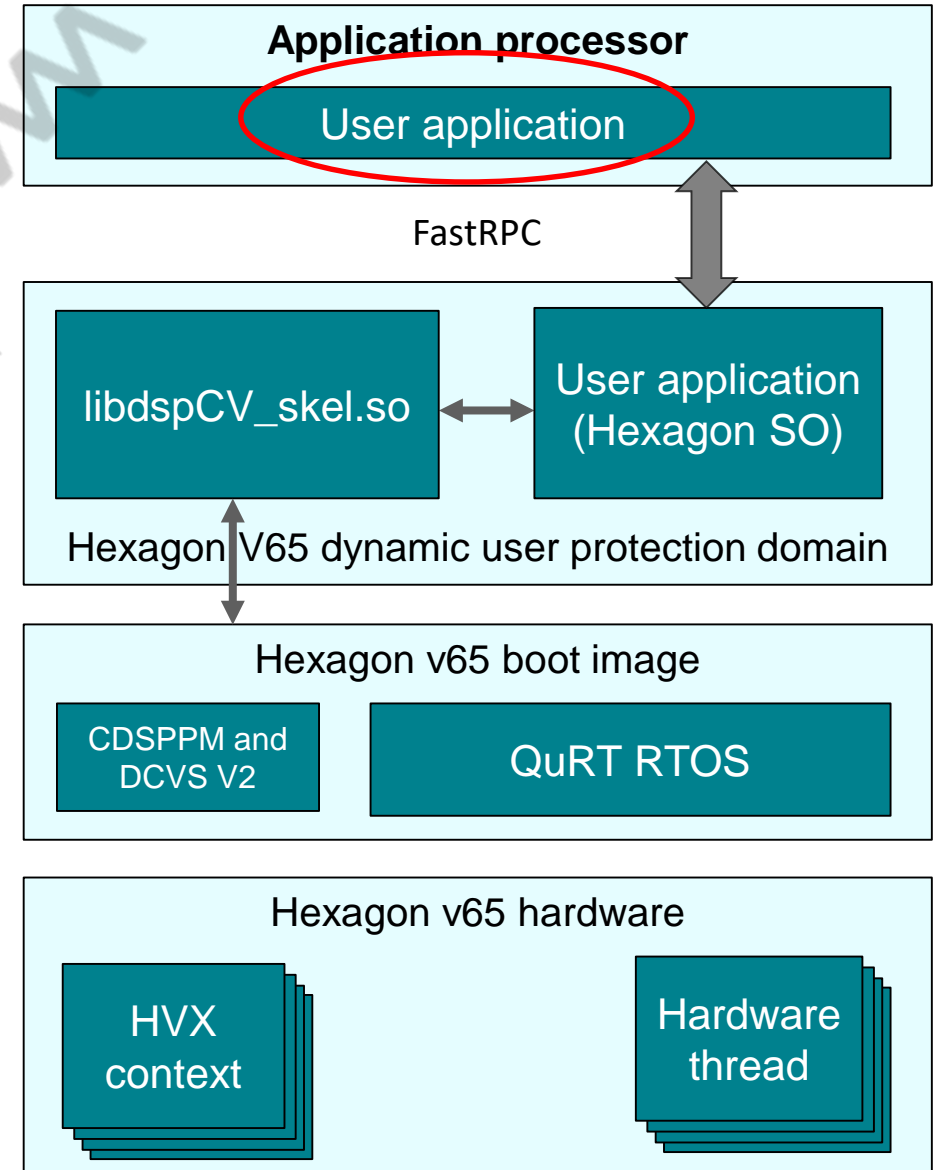 Application processor
User application
FastRPC
libdspCV_skel.so
User application
(Hexagon SO)
Hexagon V65 dynamic user protection domain
Hexagon v65 boot image
CDSPPM and
DCVS V2
QuRT RTOS
Hexagon v65 hardware
HVX
context
Hardware
thread